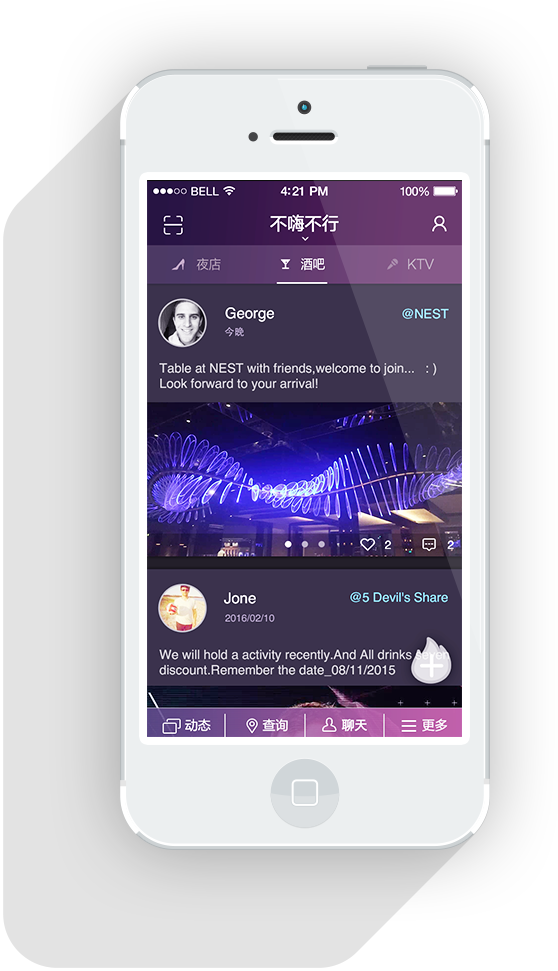 BELL 4:21 PM 100%
不嗨不行
夜店 酒吧 KTV
George @NEST
今晚
Table at NEST with friends,welcome to join... : )
Look forward to your arrival!
2 2
Jone @5 Devil's Share
2016/02/10
We will hold a activity recently.And All drinks
discount.Remember the date_08/11/2015
动态 查询 聊天 更多